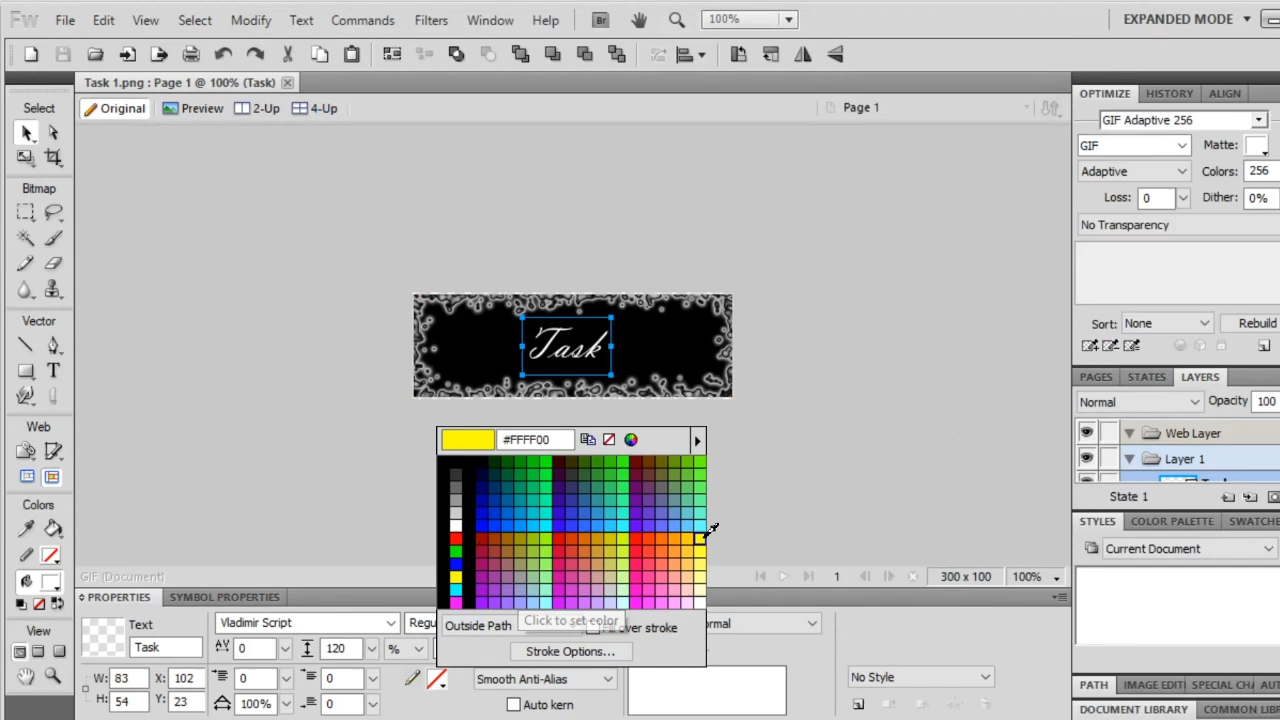 Fw File Edit View Select Modify Text Commands Filters Window Help Br 100% EXPANDED MODE
Task 1.png : Page 1 @ 100% (Task)
Original Preview 2-Up 4-Up Page 1
Select
Bitmap
Vector
Web
Colors
View
Task
#FFFF00
Outside Path
Click to set color
over stroke
Stroke Options...
GIF (Document) 1 300 x 100 100%
PROPERTIES SYMBOL PROPERTIES
Text
Task
W: 83 X: 102
H: 54 Y: 23
Vladimir Script
0 120 %
0 0
100% 0
Smooth Anti-Alias
Auto kern
No Style
OPTIMIZE HISTORY ALIGN
GIF Adaptive 256
GIF Matte:
Adaptive Colors: 256
Loss: 0 Dither: 0%
No Transparency
Sort: None Rebuild
PAGES STATES LAYERS
Normal Opacity 100
Web Layer
Layer 1
State 1
STYLES COLOR PALETTE
Current Document
PATH IMAGE EDIT
DOCUMENT LIBRARY